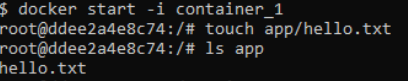 $ docker start -i container_1
root@ddee2a4e8c74:/# touch app/hello.txt
root@ddee2a4e8c74:/# ls app
hello.txt